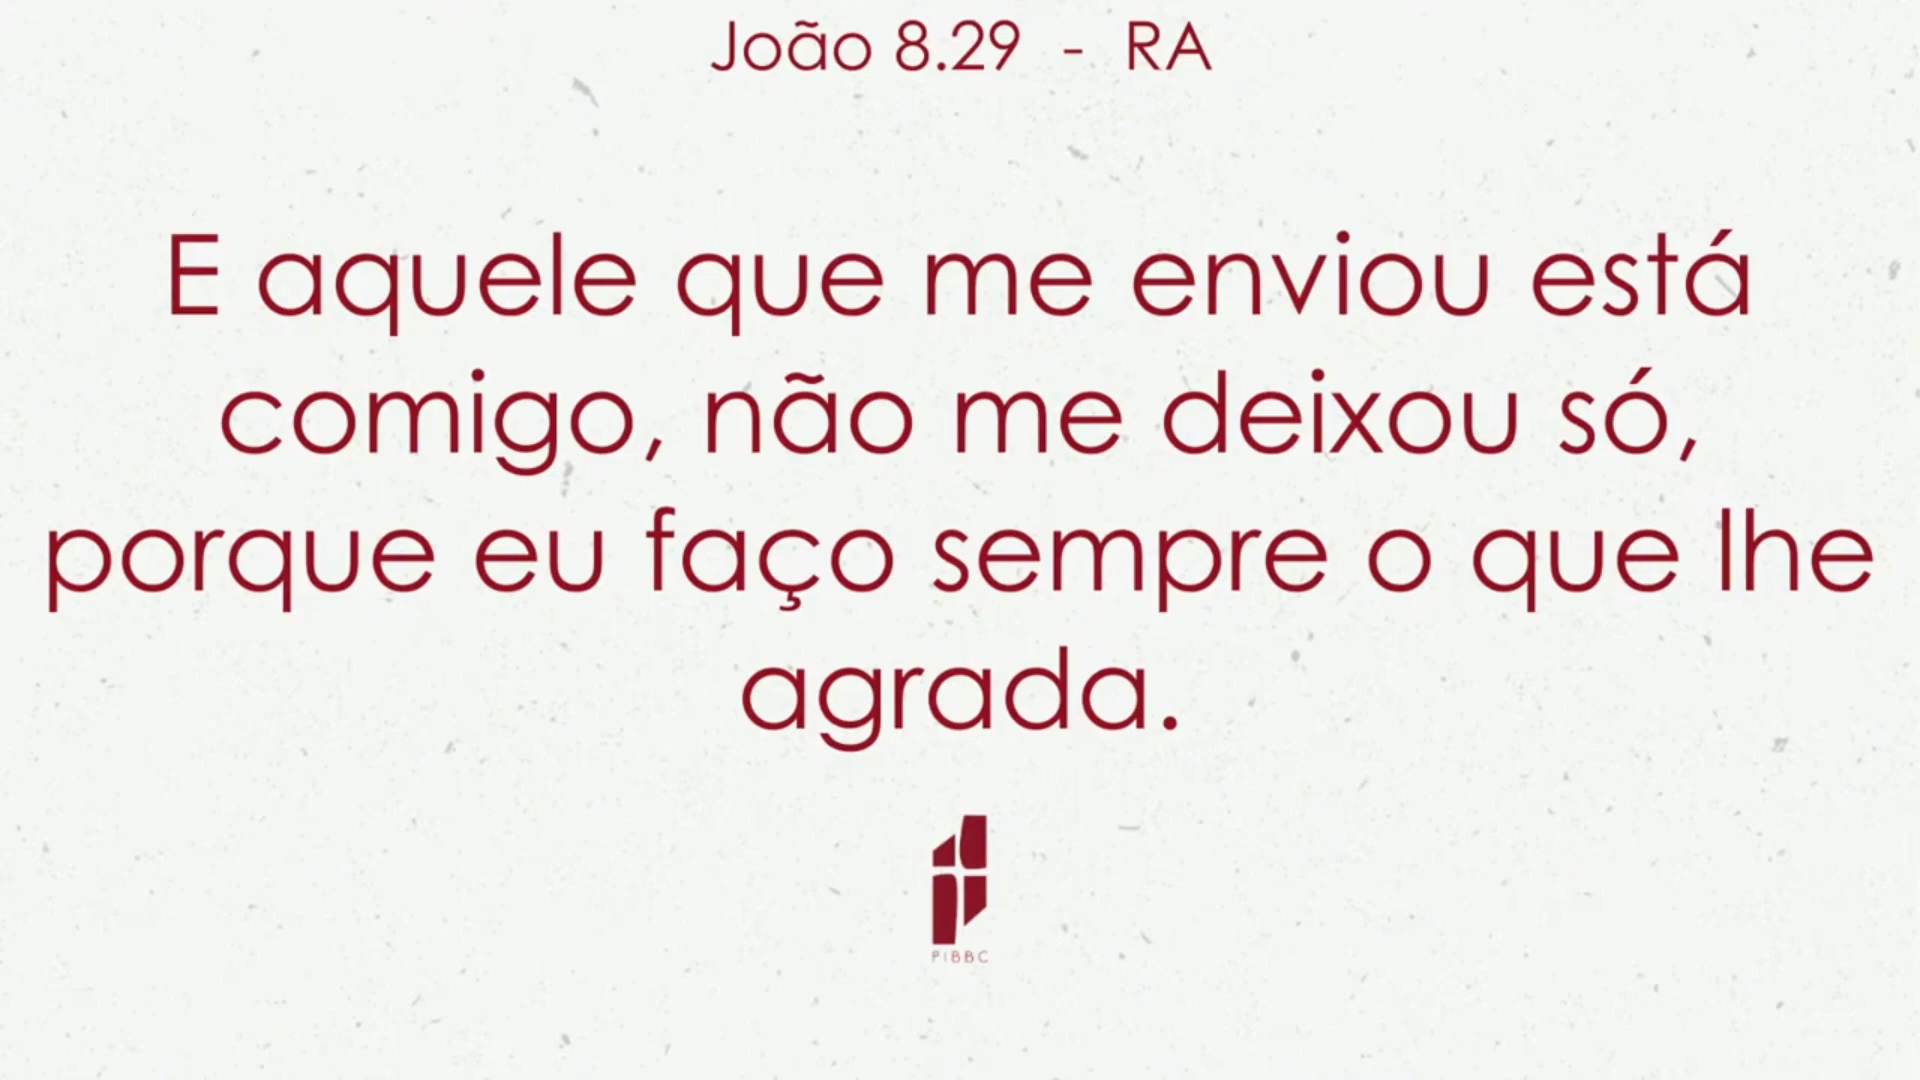 João 8.29 - RA
E aquele que me enviou está
comigo, não me deixou só,
porque eu faço sempre o que lhe
agrada.
PIBBC